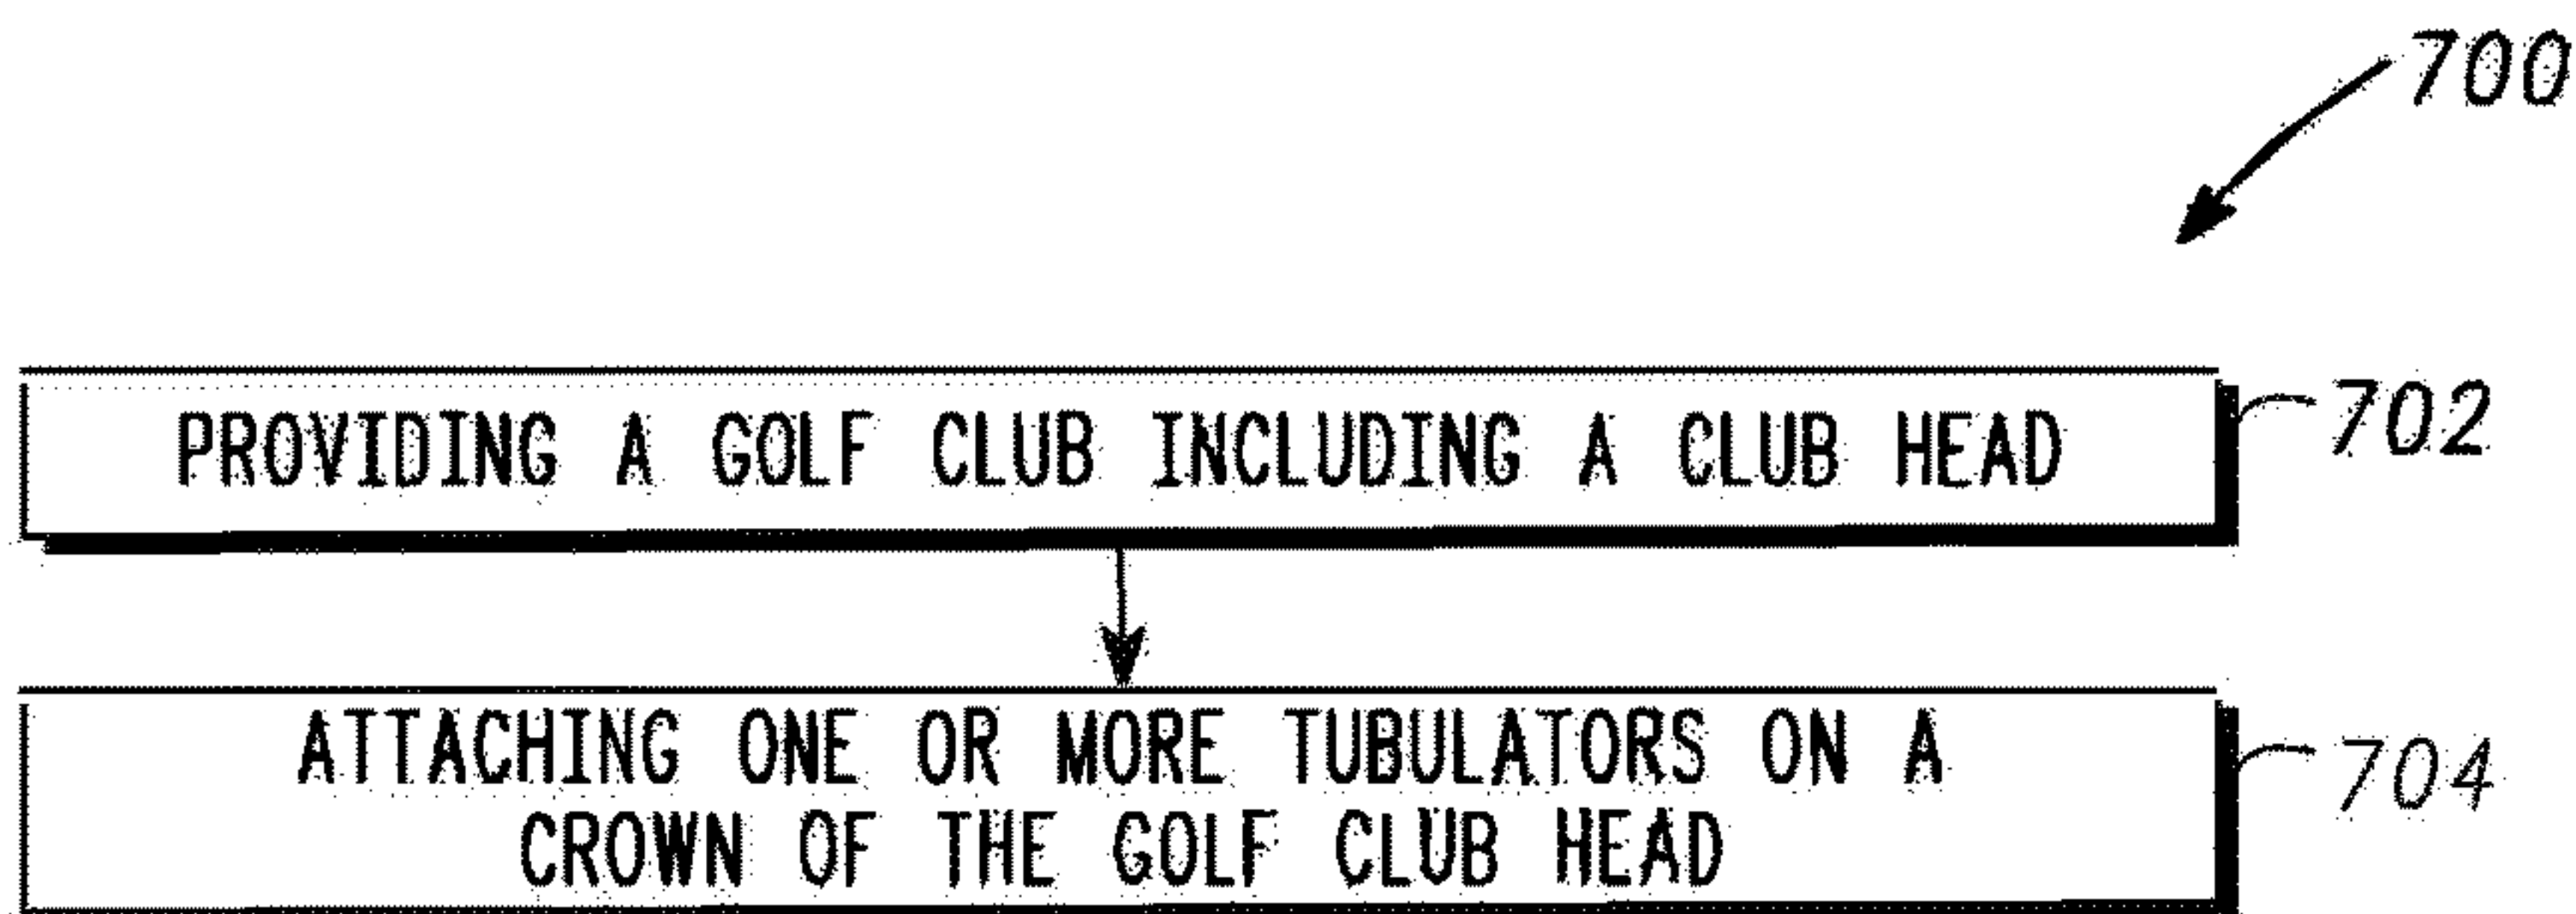 700
PROVIDING A GOLF CLUB INCLUDING A CLUB HEAD
702
ATTACHING ONE OR MORE TUBULATORS ON A
CROWN OF THE GOLF CLUB HEAD
704